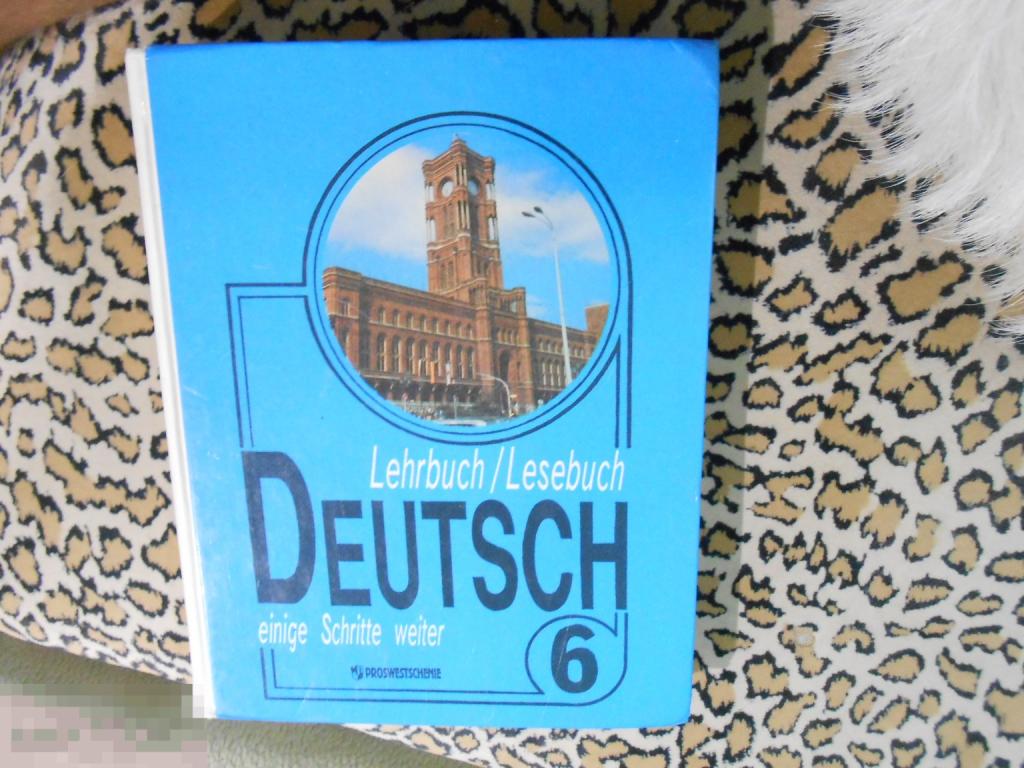 Lehrbuch/Lesebuch
DEUTSCH
einige Schritte weiter
6
PROSWESTSCHENIE